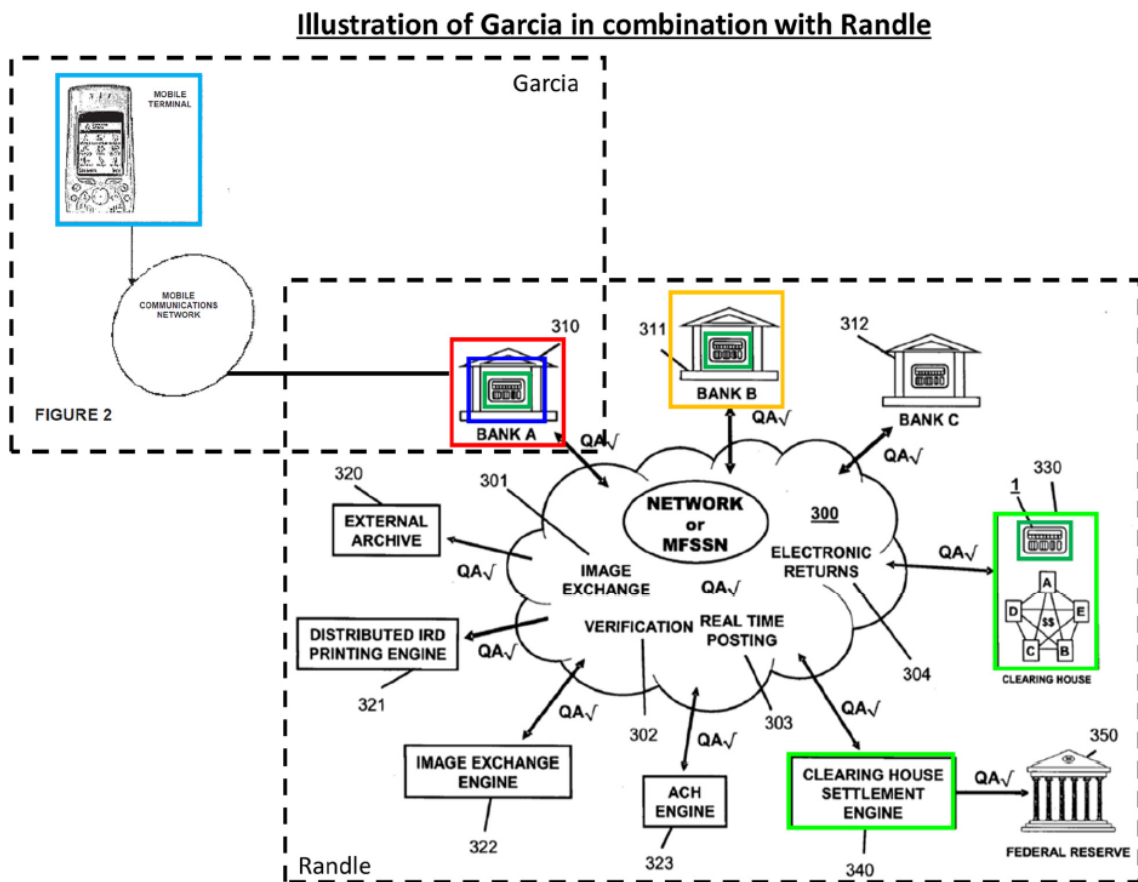 Illustration of Garcia in combination with Randle
Garcia
MOBILE
TERMINAL
MOBILE
COMMUNICATIONS
NETWORK
FIGURE 2
310
BANK A
QA√
311
BANK B
QA√
312
BANK C
QA√
320
EXTERNAL
ARCHIVE
QA√
301
IMAGE
EXCHANGE
NETWORK
or
MFSSN
300
QA√
ELECTRONIC
RETURNS
304
VERIFICATION
302
REAL TIME
POSTING
303
1
330
QA√
A
D
$$
E
C
B
CLEARING HOUSE
DISTRIBUTED IRD
PRINTING ENGINE
QA√
321
IMAGE EXCHANGE
ENGINE
QA√
322
ACH
ENGINE
QA√
323
CLEARING HOUSE
SETTLEMENT
ENGINE
QA√
340
QA√
350
FEDERAL RESERVE
Randle